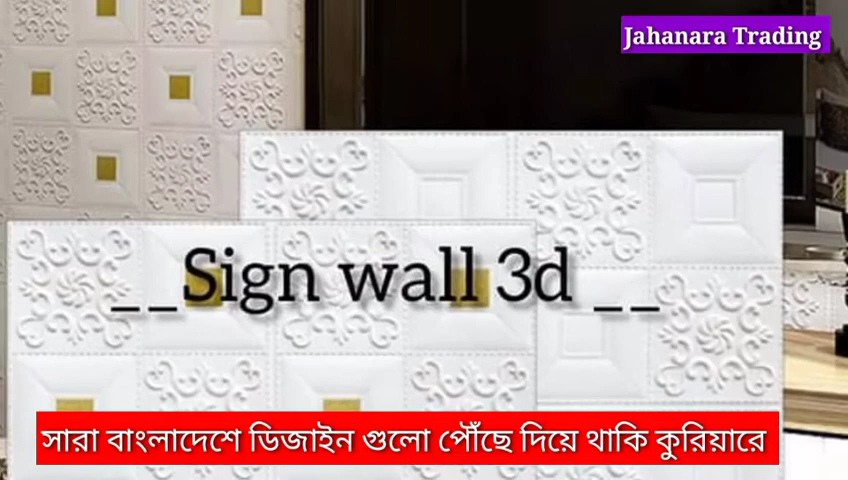 Jahanara Trading
__Sign wall 3d __
সারা বাংলাদেশে ডিজাইন গুলো পৌঁছে দিয়ে থাকি কুরিয়ারে